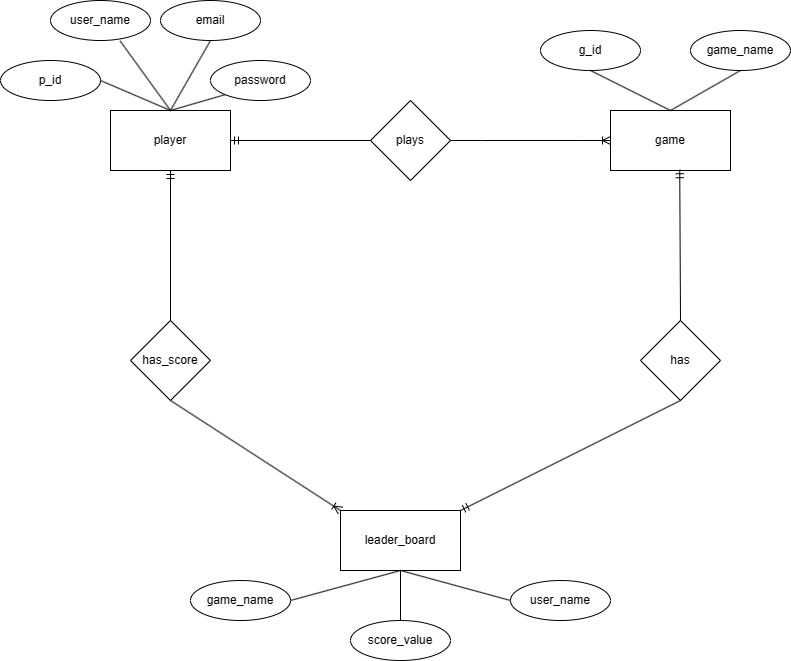 user_name
email
p_id
password
g_id
game_name
player
plays
game
has_score
has
leader_board
game_name
score_value
user_name